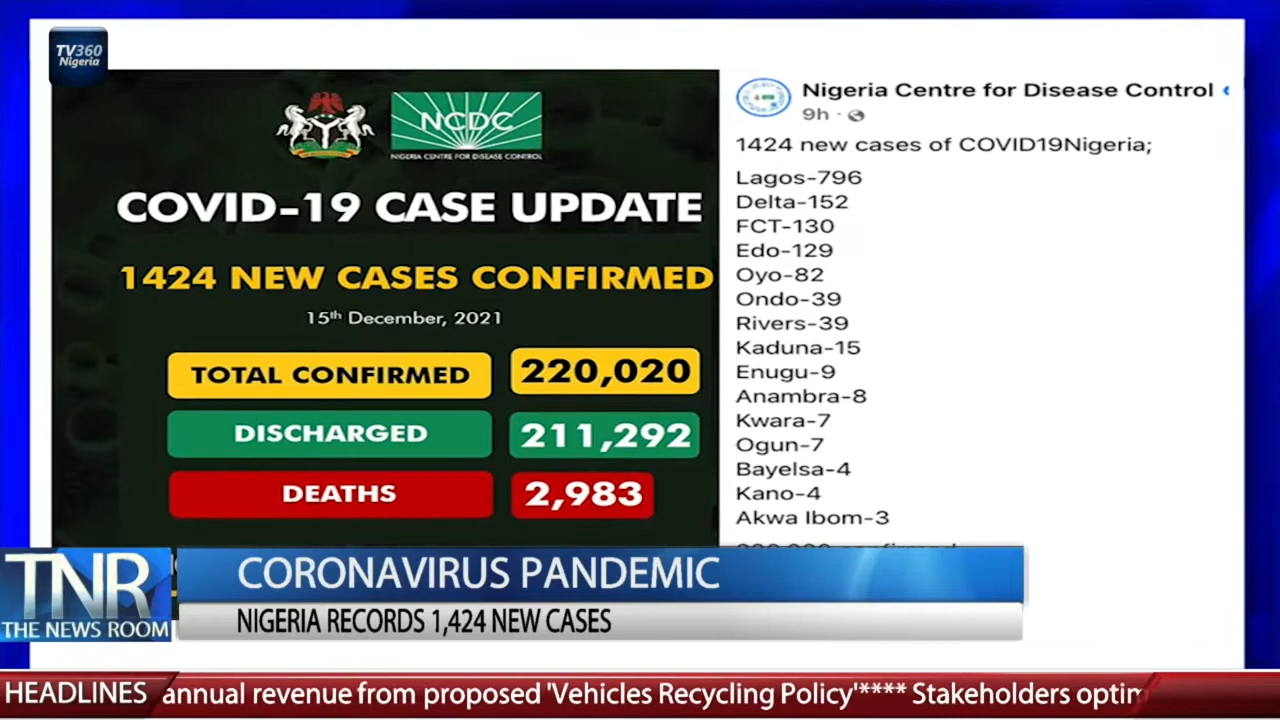 TV360
Nigeria
NCDC
NIGERIA CENTRE FOR DISEASE CONTROL
COVID-19 CASE UPDATE
1424 NEW CASES CONFIRMED
15th December, 2021
TOTAL CONFIRMED 220,020
DISCHARGED 211,292
DEATHS 2,983
Nigeria Centre for Disease Control
9h ·
1424 new cases of COVID19Nigeria;
Lagos-796
Delta-152
FCT-130
Edo-129
Oyo-82
Ondo-39
Rivers-39
Kaduna-15
Enugu-9
Anambra-8
Kwara-7
Ogun-7
Bayelsa-4
Kano-4
Akwa Ibom-3
TNR
THE NEWS ROOM
CORONAVIRUS PANDEMIC
NIGERIA RECORDS 1,424 NEW CASES
HEADLINES annual revenue from proposed 'Vehicles Recycling Policy'**** Stakeholders optim